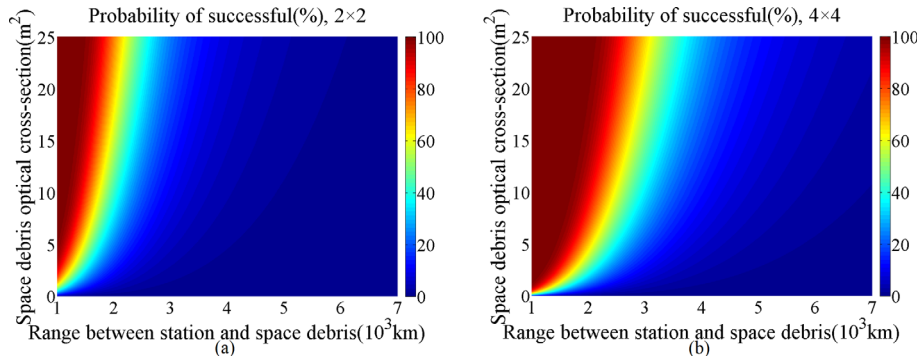 Probability of successful(%), 2×2
Space debris optical cross-section(m²)
25
20
15
10
5
0
1 2 3 4 5 6 7
Range between station and space debris(10³km)
(a)
100
80
60
40
20
0
Probability of successful(%), 4×4
Space debris optical cross-section(m²)
25
20
15
10
5
0
1 2 3 4 5 6 7
Range between station and space debris(10³km)
(b)
100
80
60
40
20
0